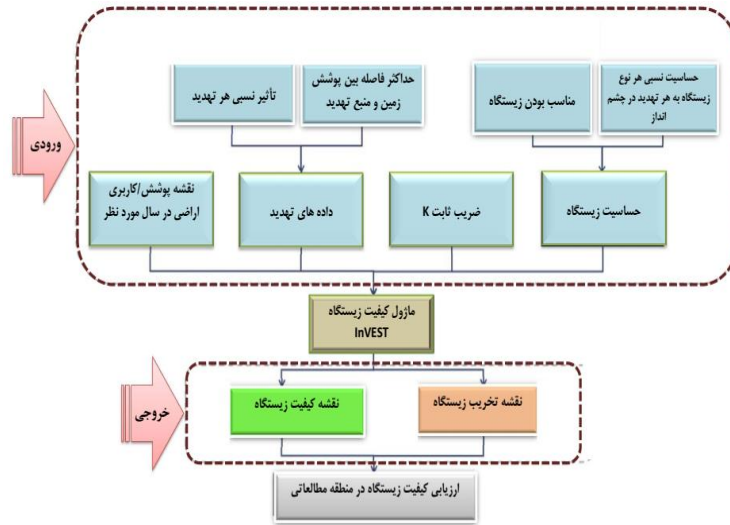 حساسیت نسبی هر نوع
زیستگاه به هر تهدید در چشم
انداز
مناسب بودن زیستگاه
حداکثر فاصله بین پوشش
زمین و منبع تهدید
تأثیر نسبی هر تهدید
ورودی
حساسیت زیستگاه
ضریب ثابت K
داده های تهدید
نقشه پوشش/کاربری
اراضی در سال مورد نظر
ماژول کیفیت زیستگاه
InVEST
خروجی
نقشه تخریب زیستگاه
نقشه کیفیت زیستگاه
ارزیابی کیفیت زیستگاه در منطقه مطالعاتی